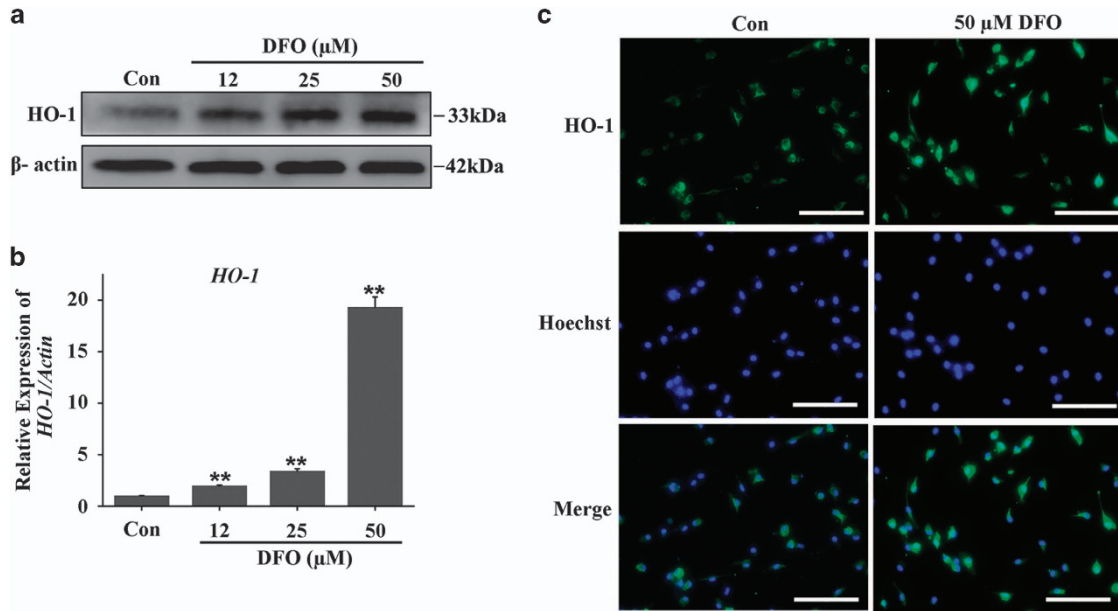 a
DFO (µM)
Con 12 25 50
HO-1 –33kDa
β- actin –42kDa
b
HO-1
Relative Expression of
HO-1/Actin
20
15
10
5
0
** ** **
Con 12 25 50
DFO (µM)
c
Con 50 µM DFO
HO-1
Hoechst
Merge